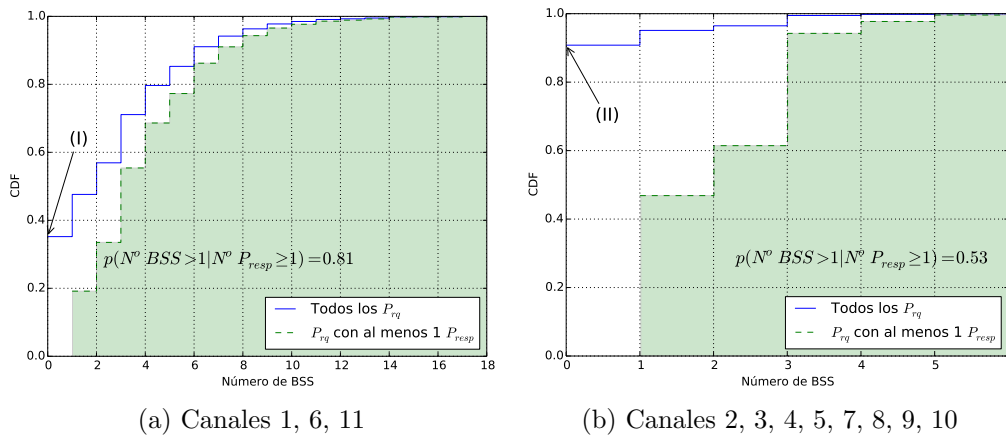 1.0
0.8
0.6
0.4
0.2
0.0
CDF
(I)
p(Nº BSS>1|Nº P_resp ≥1)=0.81
Todos los P_rq
P_rq con al menos 1 P_resp
0 2 4 6 8 10 12 14 16 18
Número de BSS
(a) Canales 1, 6, 11
1.0
0.8
0.6
0.4
0.2
0.0
CDF
(II)
p(Nº BSS>1|Nº P_resp ≥1)=0.53
Todos los P_rq
P_rq con al menos 1 P_resp
0 1 2 3 4 5
Número de BSS
(b) Canales 2, 3, 4, 5, 7, 8, 9, 10